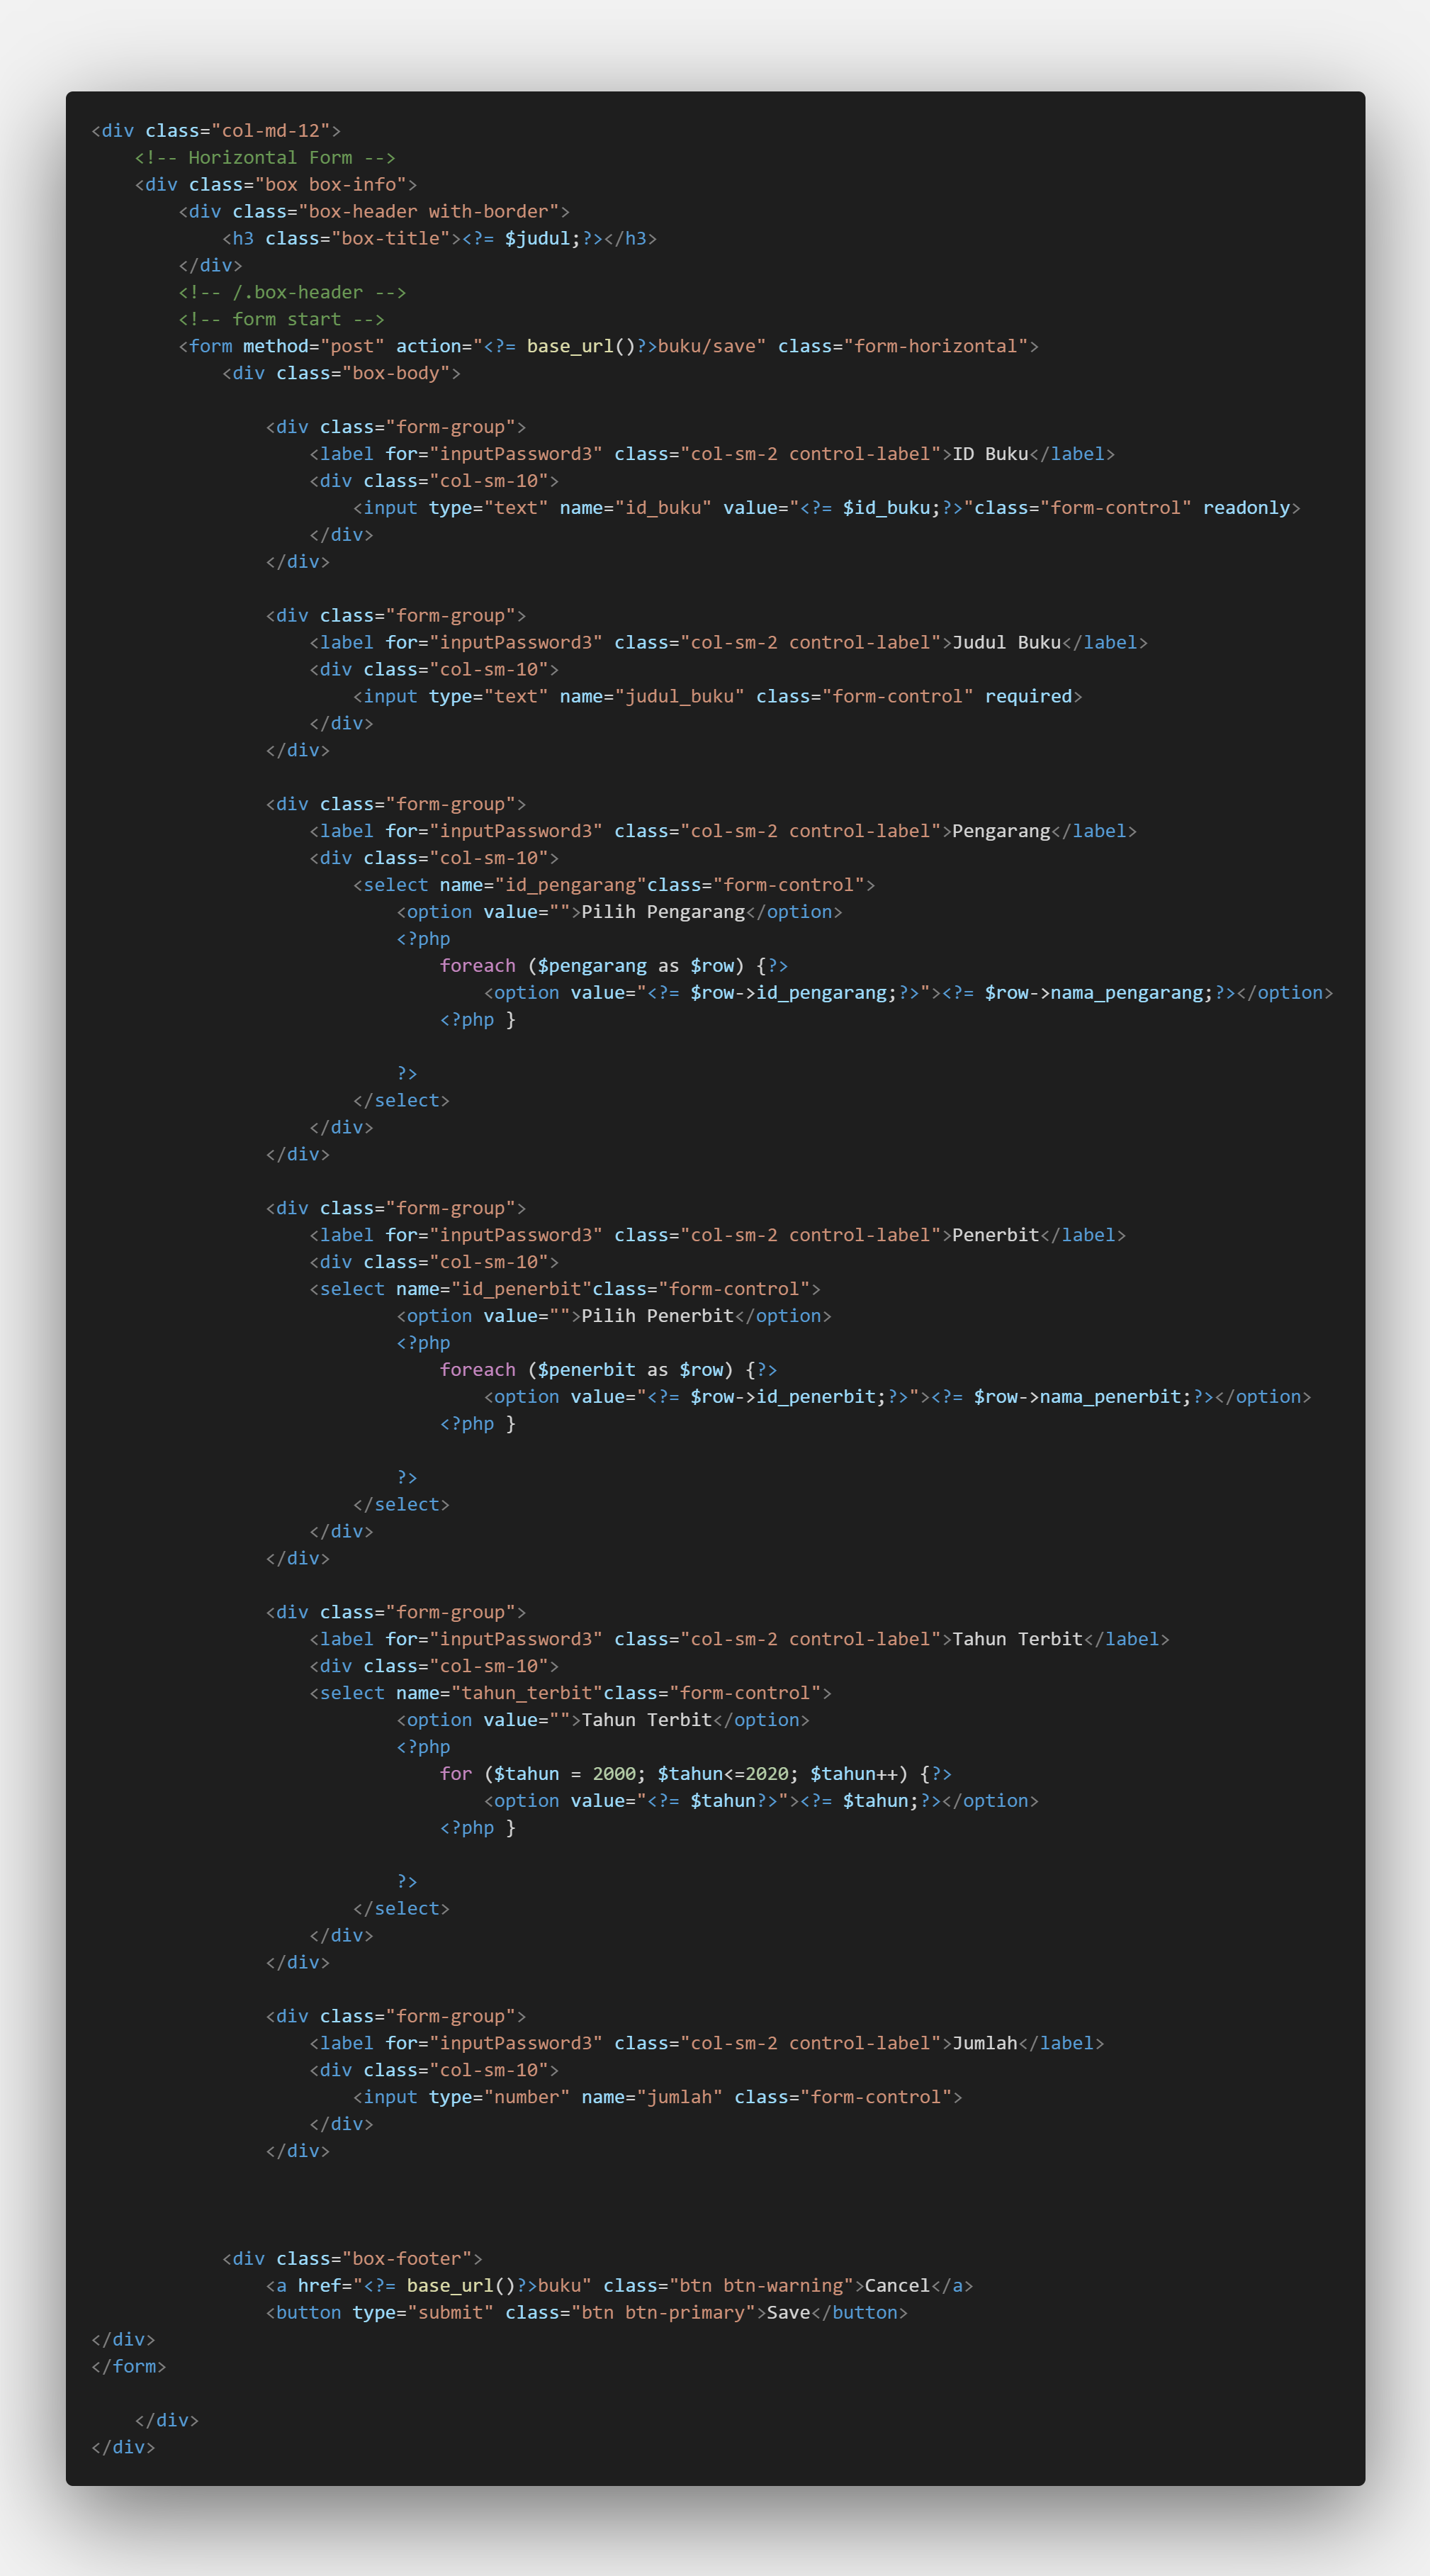 <div class="col-md-12">
    <!-- Horizontal Form -->
    <div class="box box-info">
        <div class="box-header with-border">
            <h3 class="box-title"><?= $judul;?></h3>
        </div>
        <!-- /.box-header -->
        <!-- form start -->
        <form method="post" action="<?= base_url()?>buku/save" class="form-horizontal">
            <div class="box-body">

                <div class="form-group">
                    <label for="inputPassword3" class="col-sm-2 control-label">ID Buku</label>
                    <div class="col-sm-10">
                        <input type="text" name="id_buku" value="<?= $id_buku;?>"class="form-control" readonly>
                    </div>
                </div>

                <div class="form-group">
                    <label for="inputPassword3" class="col-sm-2 control-label">Judul Buku</label>
                    <div class="col-sm-10">
                        <input type="text" name="judul_buku" class="form-control" required>
                    </div>
                </div>

                <div class="form-group">
                    <label for="inputPassword3" class="col-sm-2 control-label">Pengarang</label>
                    <div class="col-sm-10">
                        <select name="id_pengarang"class="form-control">
                            <option value="">Pilih Pengarang</option>
                            <?php
                                foreach ($pengarang as $row) {?>
                                    <option value="<?= $row->id_pengarang;?>"><?= $row->nama_pengarang;?></option>
                                <?php }

                            ?>
                        </select>
                    </div>
                </div>

                <div class="form-group">
                    <label for="inputPassword3" class="col-sm-2 control-label">Penerbit</label>
                    <div class="col-sm-10">
                    <select name="id_penerbit"class="form-control">
                            <option value="">Pilih Penerbit</option>
                            <?php
                                foreach ($penerbit as $row) {?>
                                    <option value="<?= $row->id_penerbit;?>"><?= $row->nama_penerbit;?></option>
                                <?php }

                            ?>
                        </select>
                    </div>
                </div>

                <div class="form-group">
                    <label for="inputPassword3" class="col-sm-2 control-label">Tahun Terbit</label>
                    <div class="col-sm-10">
                    <select name="tahun_terbit"class="form-control">
                            <option value="">Tahun Terbit</option>
                            <?php
                                for ($tahun = 2000; $tahun<=2020; $tahun++) {?>
                                    <option value="<?= $tahun?>"><?= $tahun;?></option>
                                <?php }

                            ?>
                        </select>
                    </div>
                </div>

                <div class="form-group">
                    <label for="inputPassword3" class="col-sm-2 control-label">Jumlah</label>
                    <div class="col-sm-10">
                        <input type="number" name="jumlah" class="form-control">
                    </div>
                </div>



            <div class="box-footer">
                <a href="<?= base_url()?>buku" class="btn btn-warning">Cancel</a>
                <button type="submit" class="btn btn-primary">Save</button>
</div>
</form>

    </div>
</div>